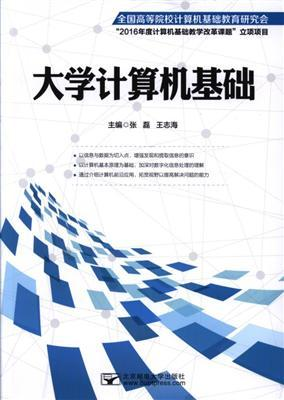 全国高等院校计算机基础教育研究会
“2016年度计算机基础教学改革课题”立项项目
大学计算机基础
主编 张 磊 王志海
以信息与数据为切入点，增强发现和提取信息的意识
以计算机基本原理为基础，加深对数字化信息处理的理解
通过介绍计算机前沿应用，拓宽视野以提高解决问题的能力
北京邮电大学出版社
www.buptpress.com